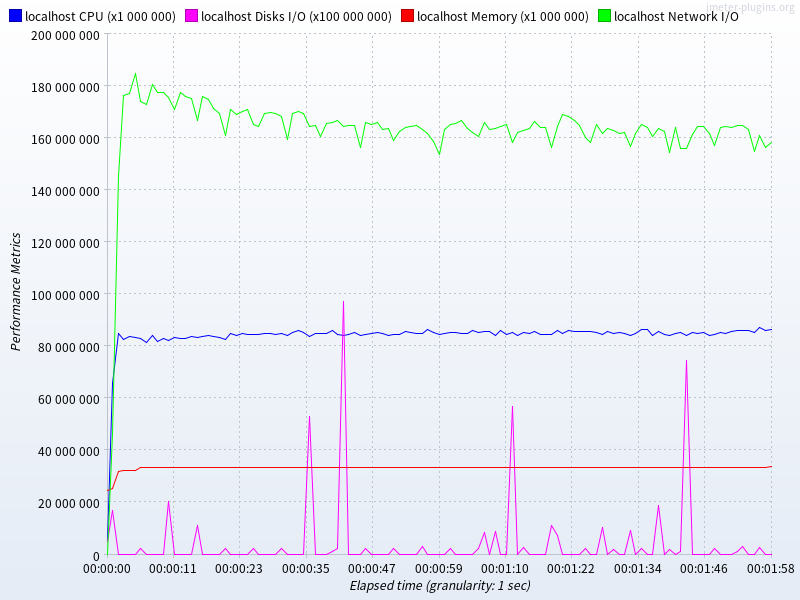 jmeter-plugins.org
localhost CPU (x1 000 000) localhost Disks I/O (x100 000 000) localhost Memory (x1 000 000) localhost Network I/O
200 000 000
180 000 000
160 000 000
140 000 000
120 000 000
100 000 000
80 000 000
60 000 000
40 000 000
20 000 000
0
Performance Metrics
00:00:00 00:00:11 00:00:23 00:00:35 00:00:47 00:00:59 00:01:10 00:01:22 00:01:34 00:01:46 00:01:58
Elapsed time (granularity: 1 sec)